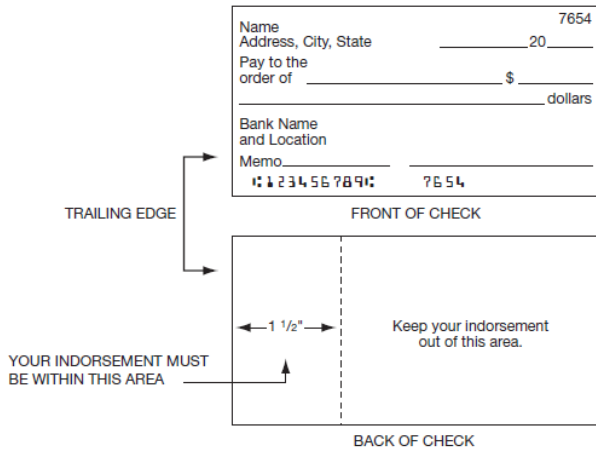 7654
Name
Address, City, State 20
Pay to the
order of $
dollars
Bank Name
and Location
Memo
⑆123456789⑆ 7654
TRAILING EDGE
FRONT OF CHECK
1 1/2"
Keep your indorsement
out of this area.
YOUR INDORSEMENT MUST
BE WITHIN THIS AREA
BACK OF CHECK